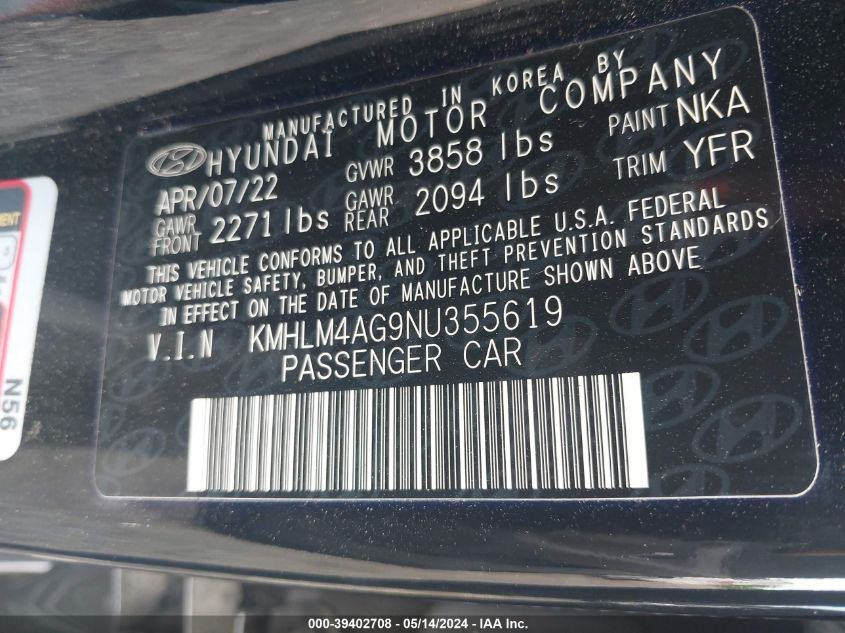 MANUFACTURED IN KOREA BY
HYUNDAI MOTOR COMPANY
APR/07/22 GVWR 3858 lbs PAINT NKA
GAWR FRONT 2271 lbs GAWR REAR 2094 lbs TRIM YFR
THIS VEHICLE CONFORMS TO ALL APPLICABLE U.S.A. FEDERAL
MOTOR VEHICLE SAFETY, BUMPER, AND THEFT PREVENTION STANDARDS
IN EFFECT ON THE DATE OF MANUFACTURE SHOWN ABOVE
V.I.N KMHLM4AG9NU355619
PASSENGER CAR
N56
000-39402708 - 05/14/2024 - IAA Inc.